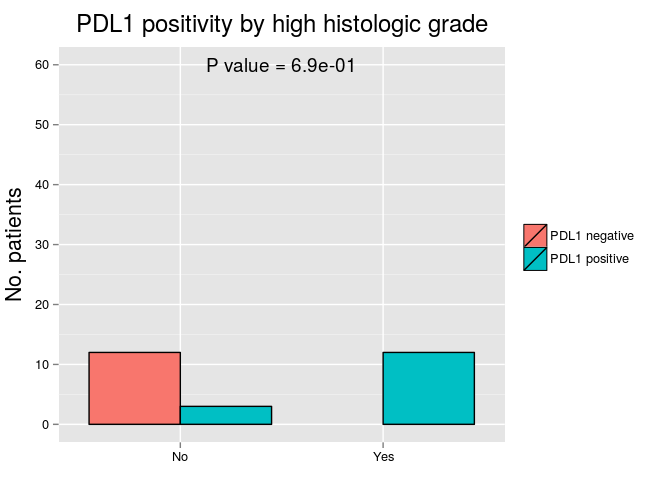 PDL1 positivity by high histologic grade
P value = 6.9e-01
60
50
40
30
20
10
0
No. patients
No
Yes
PDL1 negative
PDL1 positive